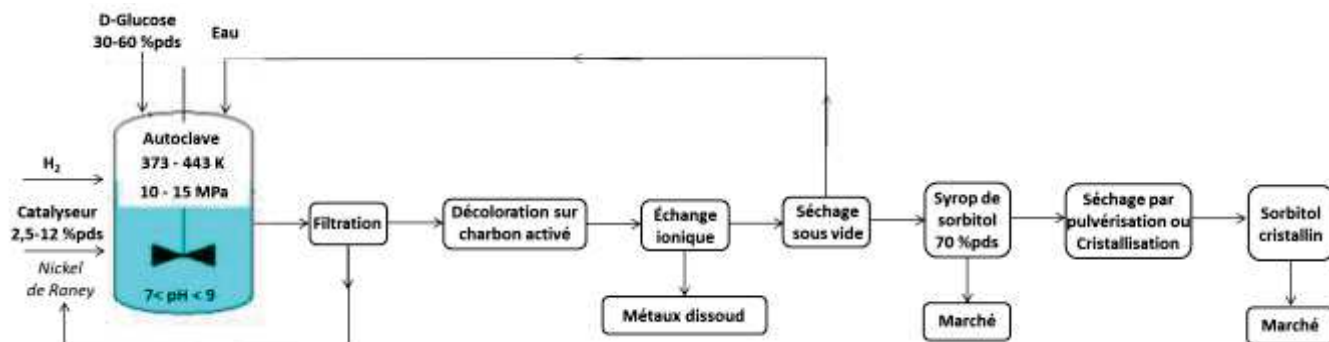 D-Glucose
30-60 %pds
Eau
Autoclave
373 - 443 K
10 - 15 MPa
H₂
Catalyseur
2,5-12 %pds
Nickel
de Raney
7< pH < 9
Filtration
Décoloration sur
charbon activé
Échange
ionique
Métaux dissoud
Séchage
sous vide
Syrop de
sorbitol
70 %pds
Marché
Séchage par
pulvérisation ou
Cristallisation
Sorbitol
cristallin
Marché